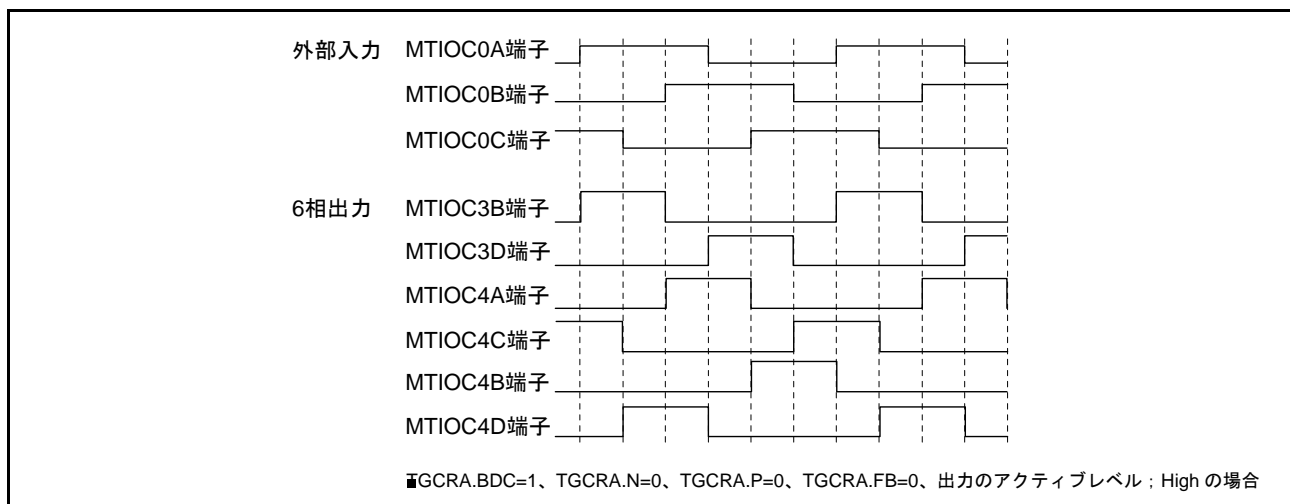 外部入力 MTIOC0A端子
MTIOC0B端子
MTIOC0C端子
6相出力 MTIOC3B端子
MTIOC3D端子
MTIOC4A端子
MTIOC4C端子
MTIOC4B端子
MTIOC4D端子
TGCRA.BDC=1、TGCRA.N=0、TGCRA.P=0、TGCRA.FB=0、出力のアクティブレベル；High の場合